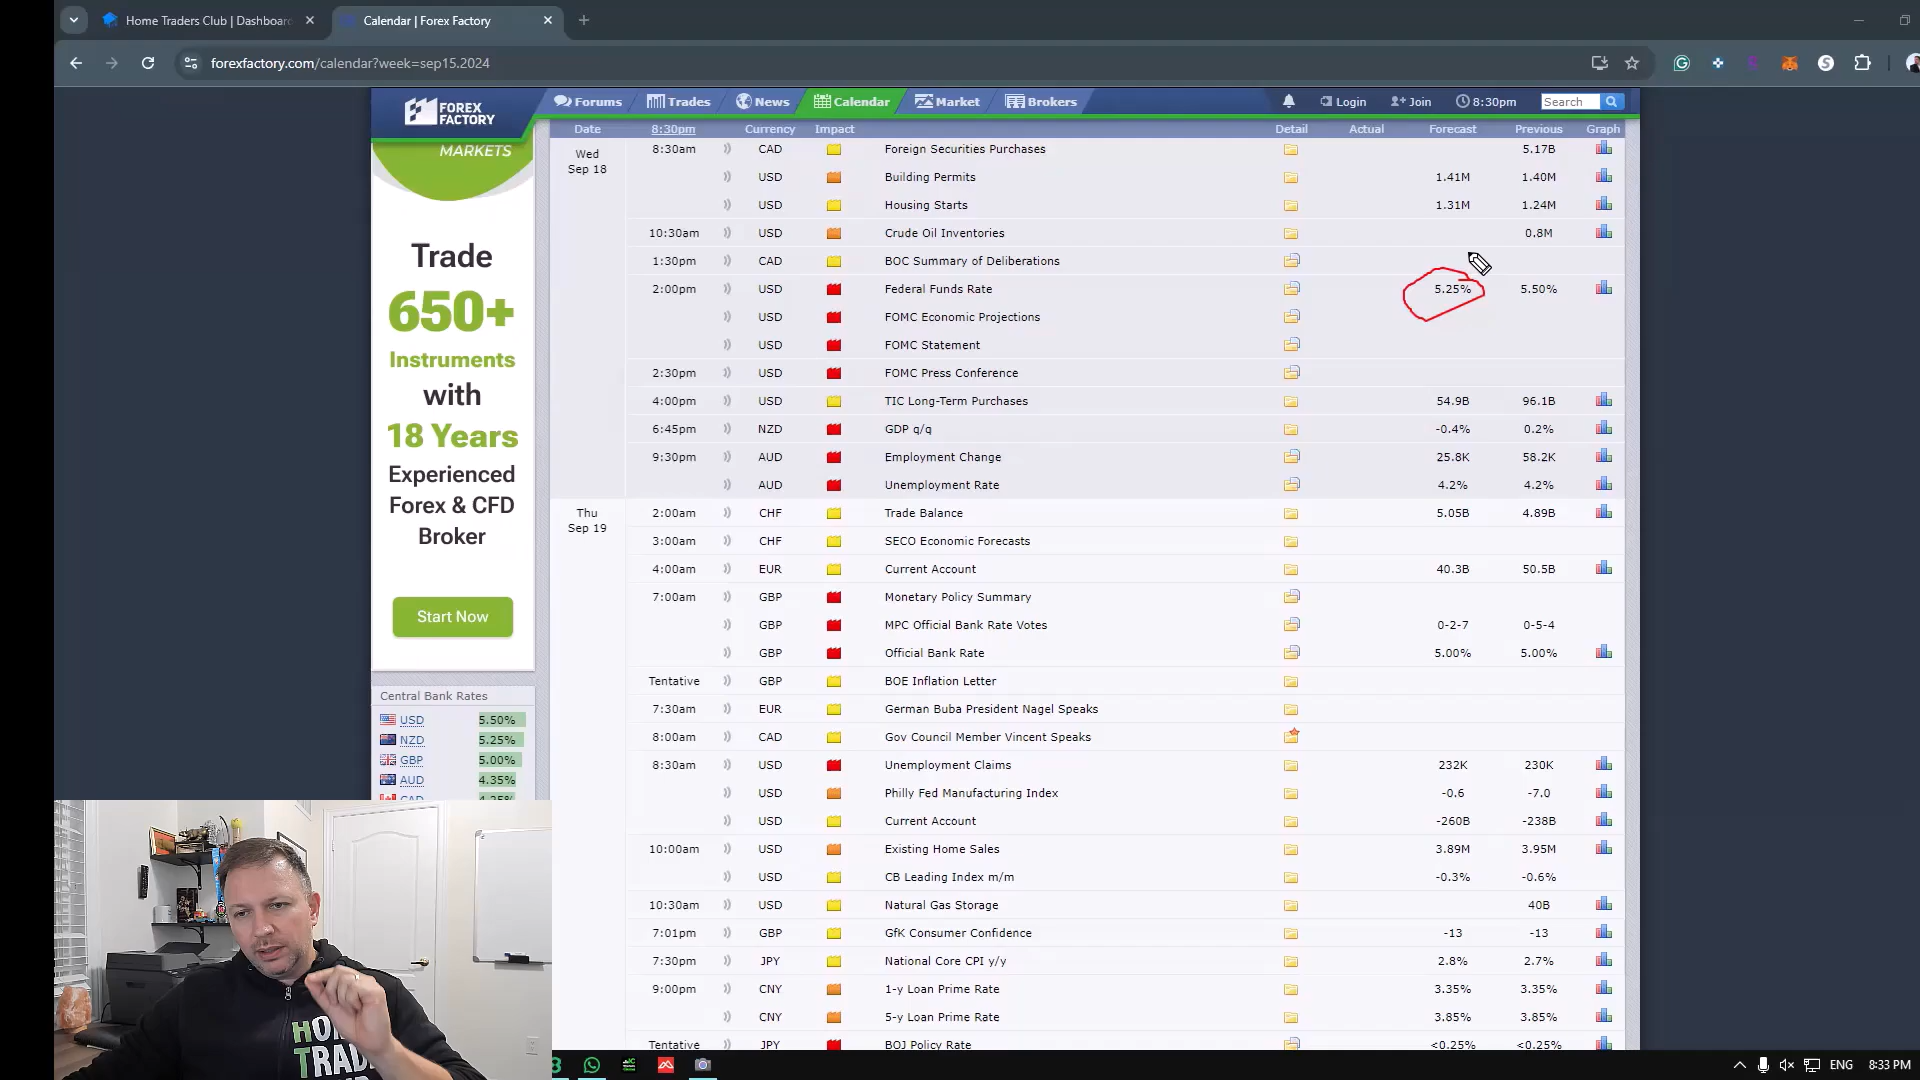 Home Traders Club | Dashboard
Calendar | Forex Factory
forexfactory.com/calendar?week=sep15.2024
FOREX FACTORY
Forums Trades News Calendar Market Brokers Login Join 8:30pm Search
Date 8:30pm Currency Impact Detail Actual Forecast Previous Graph
Wed Sep 18 8:30am CAD Foreign Securities Purchases 5.17B
USD Building Permits 1.41M 1.40M
USD Housing Starts 1.31M 1.24M
10:30am USD Crude Oil Inventories 0.8M
1:30pm CAD BOC Summary of Deliberations
2:00pm USD Federal Funds Rate 5.25% 5.50%
USD FOMC Economic Projections
USD FOMC Statement
2:30pm USD FOMC Press Conference
4:00pm USD TIC Long-Term Purchases 54.9B 96.1B
6:45pm NZD GDP q/q -0.4% 0.2%
9:30pm AUD Employment Change 25.8K 58.2K
AUD Unemployment Rate 4.2% 4.2%
Thu Sep 19 2:00am CHF Trade Balance 5.05B 4.89B
3:00am CHF SECO Economic Forecasts
4:00am EUR Current Account 40.3B 50.5B
7:00am GBP Monetary Policy Summary
GBP MPC Official Bank Rate Votes 0-2-7 0-5-4
GBP Official Bank Rate 5.00% 5.00%
Tentative GBP BOE Inflation Letter
7:30am EUR German Buba President Nagel Speaks
8:00am CAD Gov Council Member Vincent Speaks
8:30am USD Unemployment Claims 232K 230K
USD Philly Fed Manufacturing Index -0.6 -7.0
USD Current Account -260B -238B
10:00am USD Existing Home Sales 3.89M 3.95M
USD CB Leading Index m/m -0.3% -0.6%
10:30am USD Natural Gas Storage 40B
7:01pm GBP GfK Consumer Confidence -13 -13
7:30pm JPY National Core CPI y/y 2.8% 2.7%
9:00pm CNY 1-y Loan Prime Rate 3.35% 3.35%
CNY 5-y Loan Prime Rate 3.85% 3.85%
Tentative JPY BOJ Policy Rate <0.25% <0.25%
MARKETS
Trade
650+
Instruments
with
18 Years
Experienced
Forex & CFD
Broker
Start Now
Central Bank Rates
USD 5.50%
NZD 5.25%
GBP 5.00%
AUD 4.35%
ENG 8:33 PM